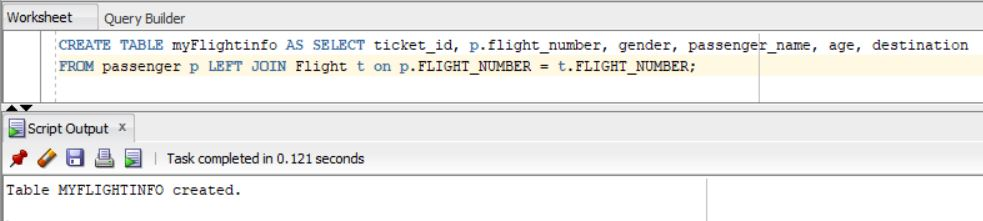 Worksheet Query Builder
CREATE TABLE myFlightinfo AS SELECT ticket_id, p.flight_number, gender, passenger_name, age, destination
FROM passenger p LEFT JOIN Flight t on p.FLIGHT_NUMBER = t.FLIGHT_NUMBER;
Script Output x
Task completed in 0.121 seconds
Table MYFLIGHTINFO created.